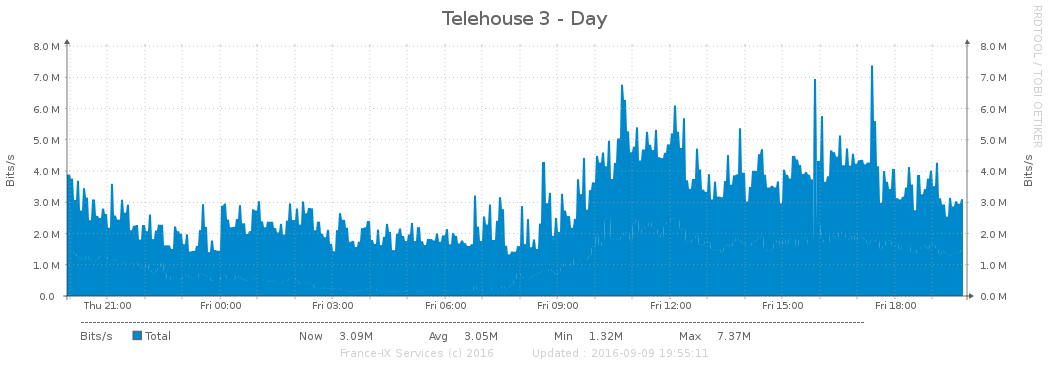 Telehouse 3 - Day
RRDTOOL / TOBI OETIKER
Bits/s
8.0 M 8.0 M
7.0 M 7.0 M
6.0 M 6.0 M
5.0 M 5.0 M
4.0 M 4.0 M
3.0 M 3.0 M
2.0 M 2.0 M
1.0 M 1.0 M
0.0 0.0 M
Bits/s
Thu 21:00 Fri 00:00 Fri 03:00 Fri 06:00 Fri 09:00 Fri 12:00 Fri 15:00 Fri 18:00
Bits/s Total Now 3.09M Avg 3.05M Min 1.32M Max 7.37M
France-IX Services (c) 2016 Updated : 2016-09-09 19:55:11